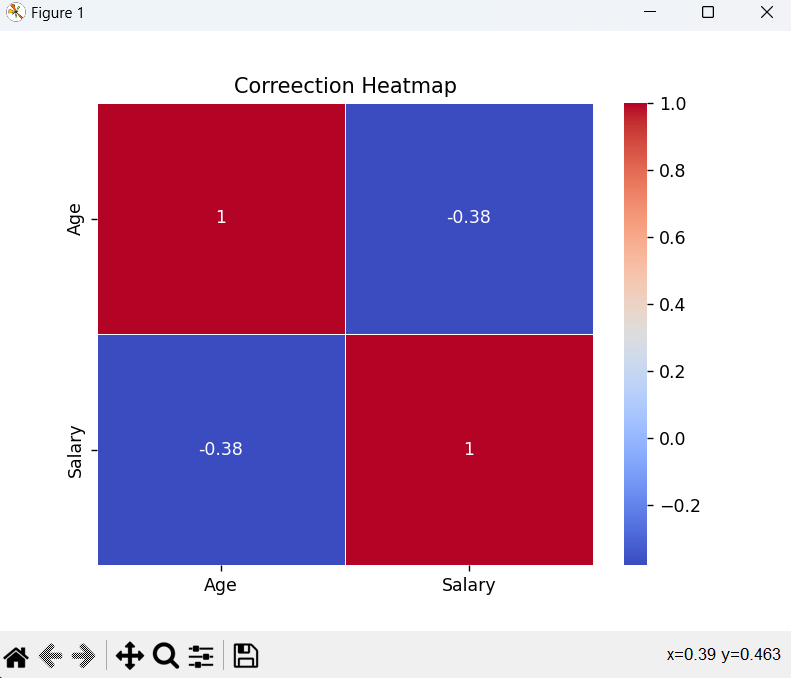 Figure 1
Correection Heatmap
Age
1
-0.38
Salary
-0.38
1
Age
Salary
1.0
0.8
0.6
0.4
0.2
0.0
−0.2
x=0.39 y=0.463